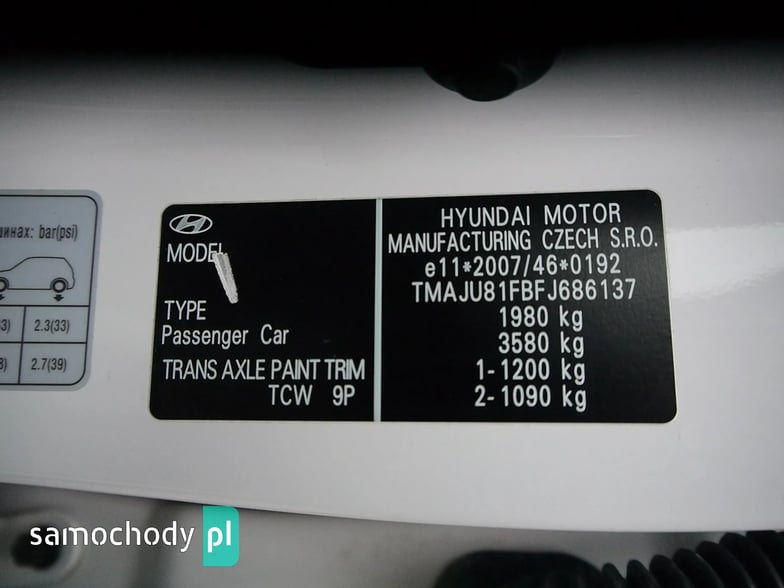 шинах: bar(psi)
2.3(33)
2.7(39)
MODEL
TYPE
Passenger Car
TRANS AXLE PAINT TRIM
TCW 9P
HYUNDAI MOTOR
MANUFACTURING CZECH S.R.O.
e11*2007/46*0192
TMAJU81FBFJ686137
1980 kg
3580 kg
1-1200 kg
2-1090 kg
samochody pl